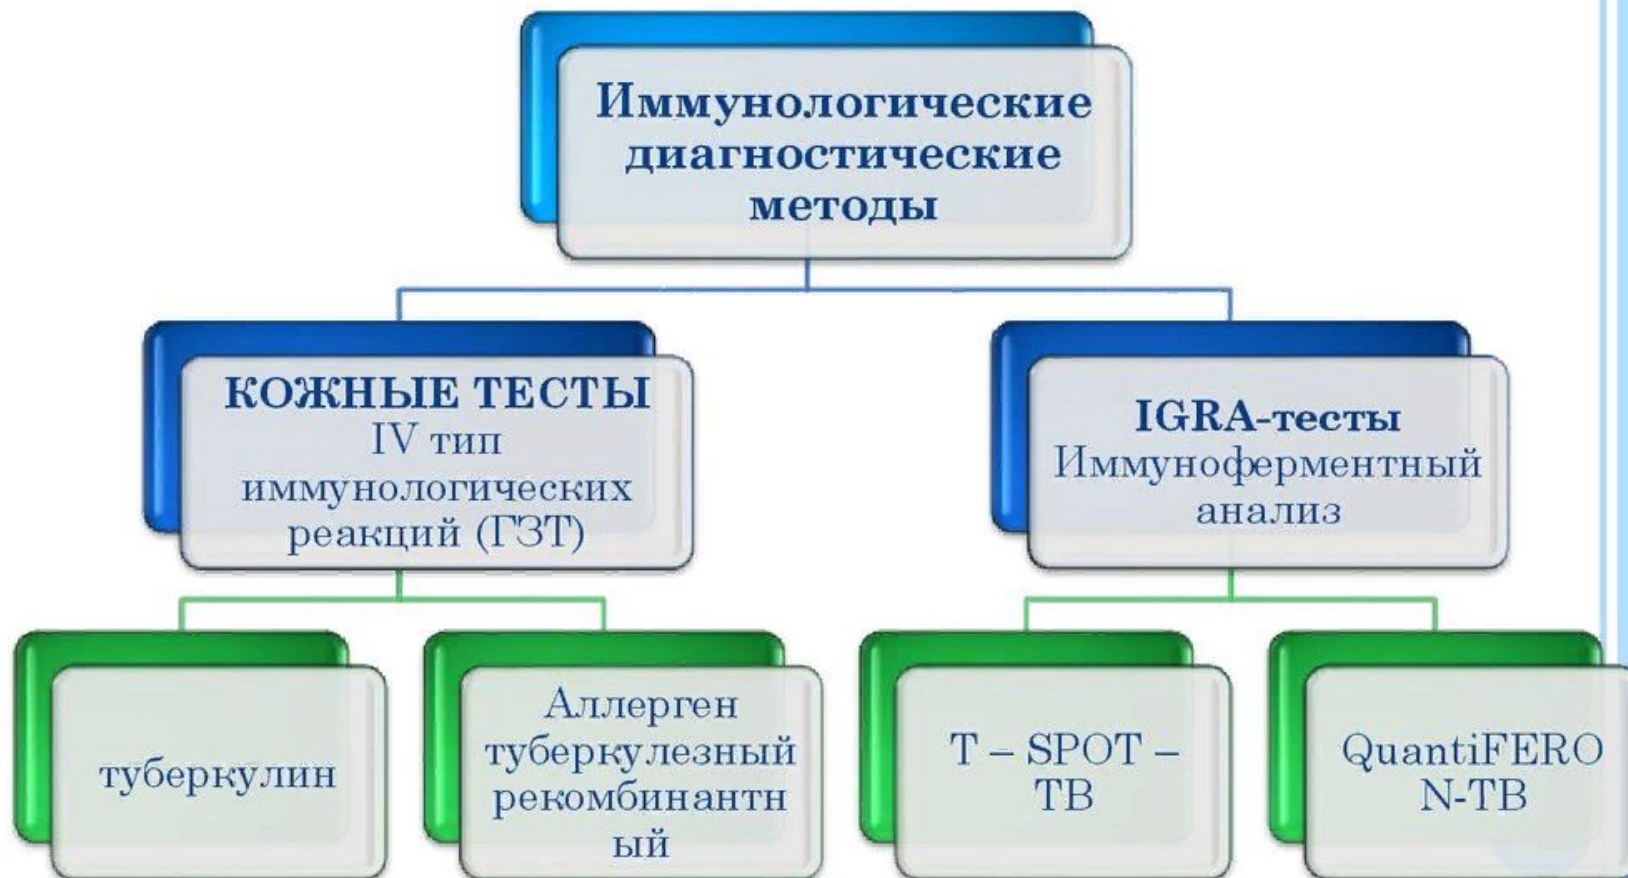 Иммунологические
диагностические
методы
КОЖНЫЕ ТЕСТЫ
IV тип
иммунологических
реакций (ГЗТ)
IGRA-тесты
Иммуноферментный
анализ
туберкулин
Аллерген
туберкулезный
рекомбинантн
ый
T – SPOT –
TB
QuantiFERO
N-TB